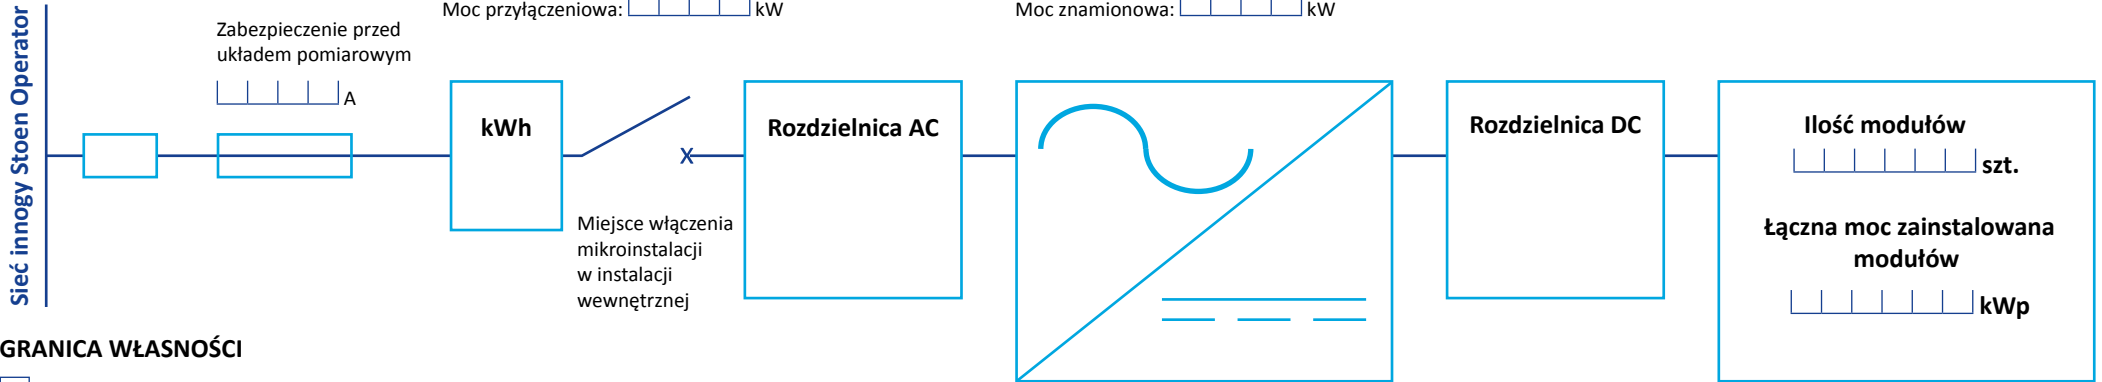 Sieć innogy Stoen Operator
Moc przyłączeniowa: kW
Moc znamionowa: kW
Zabezpieczenie przed
układem pomiarowym
A
kWh
x
Rozdzielnica AC
Rozdzielnica DC
Ilość modułów
szt.
Łączna moc zainstalowana
modułów
kWp
Miejsce włączenia
mikroinstalacji
w instalacji
wewnętrznej
GRANICA WŁASNOŚCI